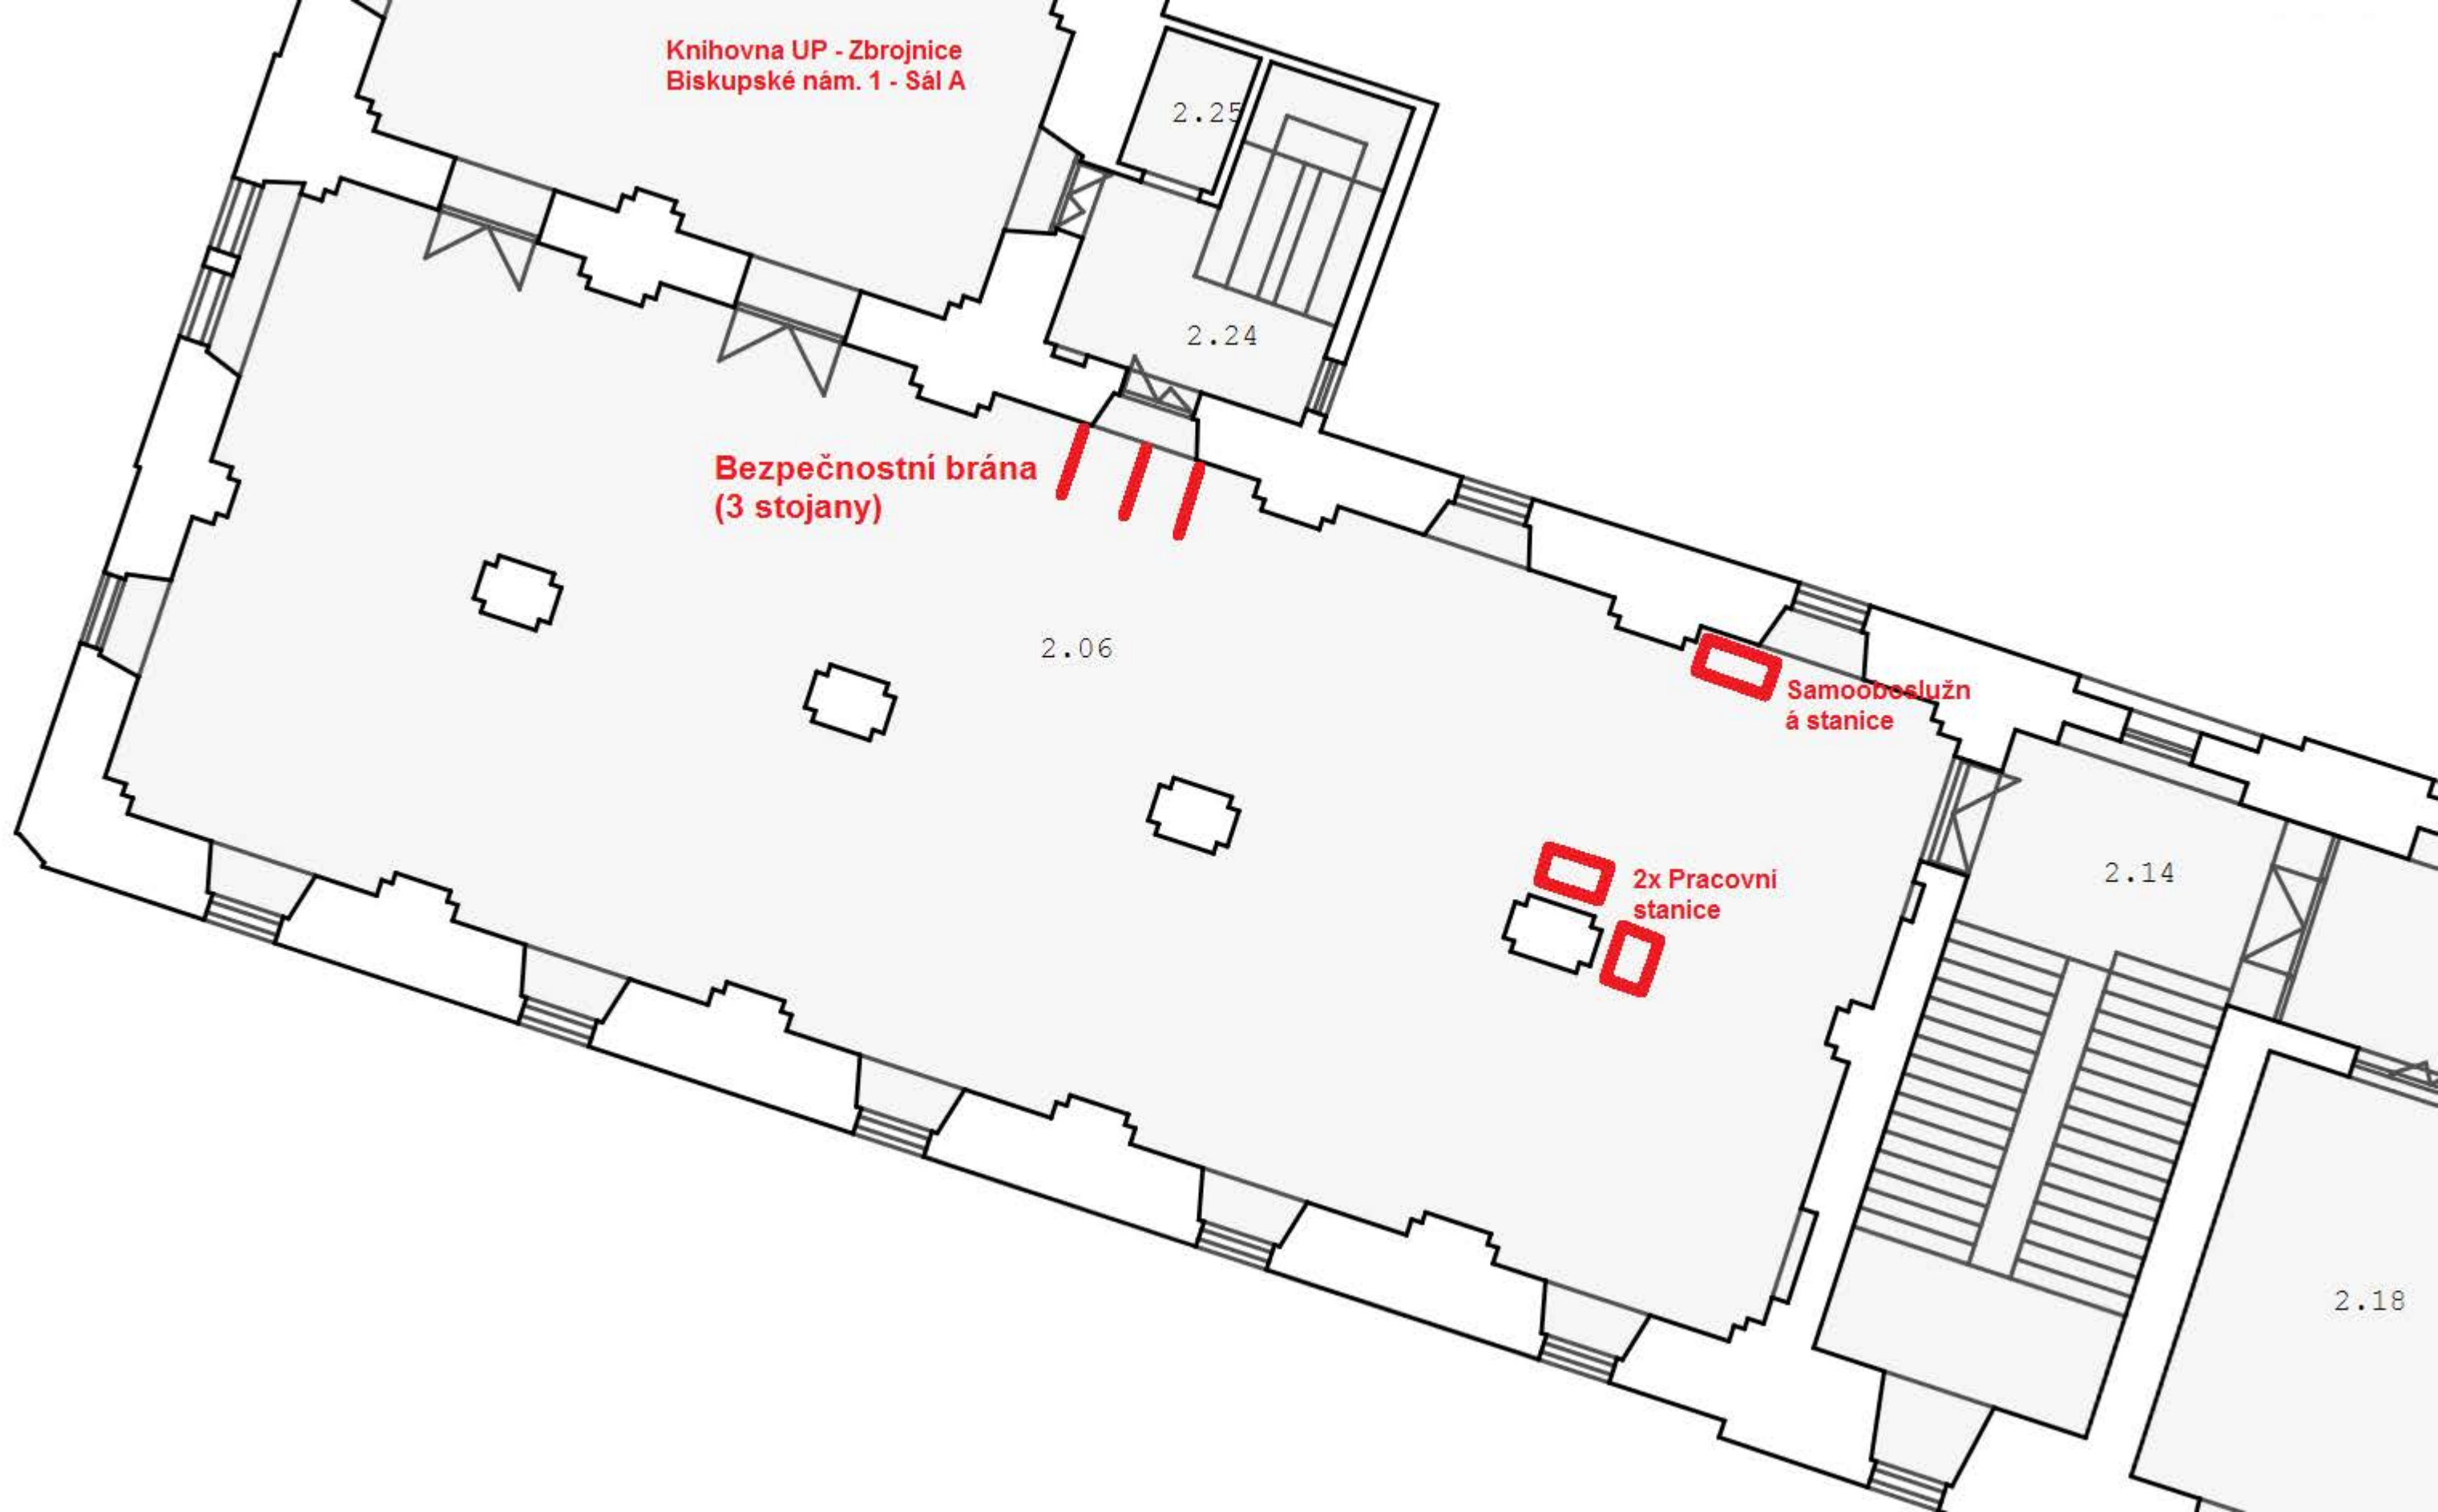 Knihovna UP - Zbrojnice
Biskupské nám. 1 - Sál A
2.25
2.24
Bezpečnostní brána
(3 stojany)
2.06
Samooboslužn
á stanice
2x Pracovni
stanice
2.14
2.18